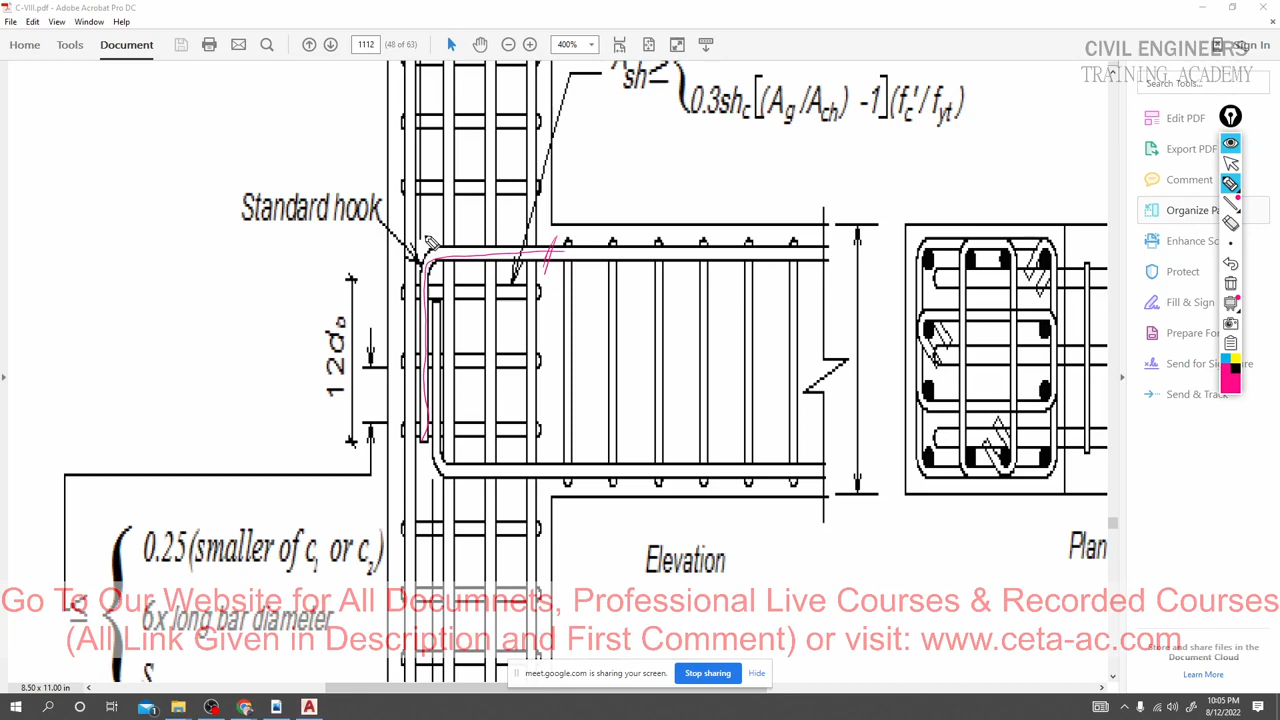 C-VIII.pdf - Adobe Acrobat Pro DC
File Edit View Window Help
Home Tools Document 1112 (48 of 63) 400% Sign In
CIVIL ENGINEERS
TRAINING ACADEMY
Search Tools...
sh≥
0.3shc[(Ag/Ach) -1](fc'/fyt)
Edit PDF
Export PDF
Comment
Organize Pa
Enhance Sc
Protect
Fill & Sign
Prepare For
Send for Sig
Send & Track
Standard hook
12db
Elevation
Plan
0.25(smaller of c1 or c2)
≤ 6x long bar diameter
Go To Our Website for All Documnets, Professional Live Courses & Recorded Courses
(All Link Given in Description and First Comment) or visit: www.ceta-ac.com
Store and share files in the
Document Cloud
Learn More
meet.google.com is sharing your screen. Stop sharing Hide
8.50 x 11.00 in
10:05 PM
8/12/2022